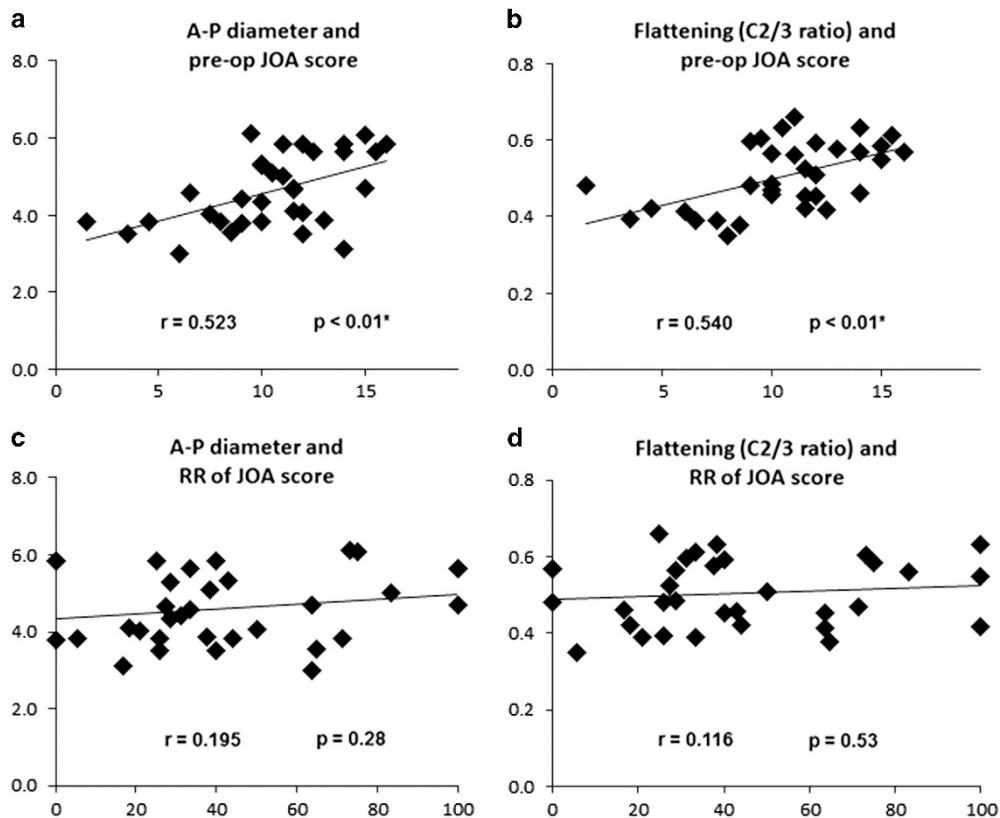 a
A-P diameter and
pre-op JOA score
8.0
6.0
4.0
2.0
0.0
r = 0.523 p < 0.01*
0 5 10 15
b
Flattening (C2/3 ratio) and
pre-op JOA score
0.8
0.6
0.4
0.2
0.0
r = 0.540 p < 0.01*
0 5 10 15
c
A-P diameter and
RR of JOA score
8.0
6.0
4.0
2.0
0.0
r = 0.195 p = 0.28
0 20 40 60 80 100
d
Flattening (C2/3 ratio) and
RR of JOA score
0.8
0.6
0.4
0.2
0.0
r = 0.116 p = 0.53
0 20 40 60 80 100